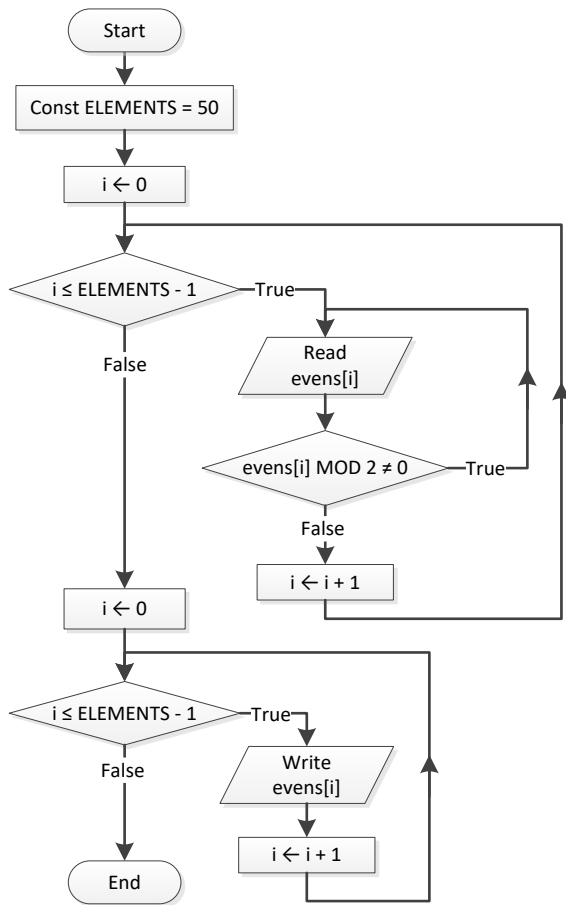 Start
Const ELEMENTS = 50
i ← 0
i ≤ ELEMENTS - 1
True
False
Read
evens[i]
evens[i] MOD 2 ≠ 0
True
False
i ← i + 1
i ← 0
i ≤ ELEMENTS - 1
True
False
Write
evens[i]
i ← i + 1
End